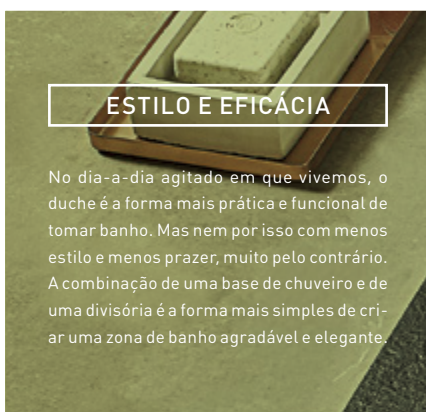 ESTILO E EFICÁCIA
No dia-a-dia agitado em que vivemos, o
duche é a forma mais prática e funcional de
tomar banho. Mas nem por isso com menos
estilo e menos prazer, muito pelo contrário.
A combinação de uma base de chuveiro e de
uma divisória é a forma mais simples de cri-
ar uma zona de banho agradável e elegante.